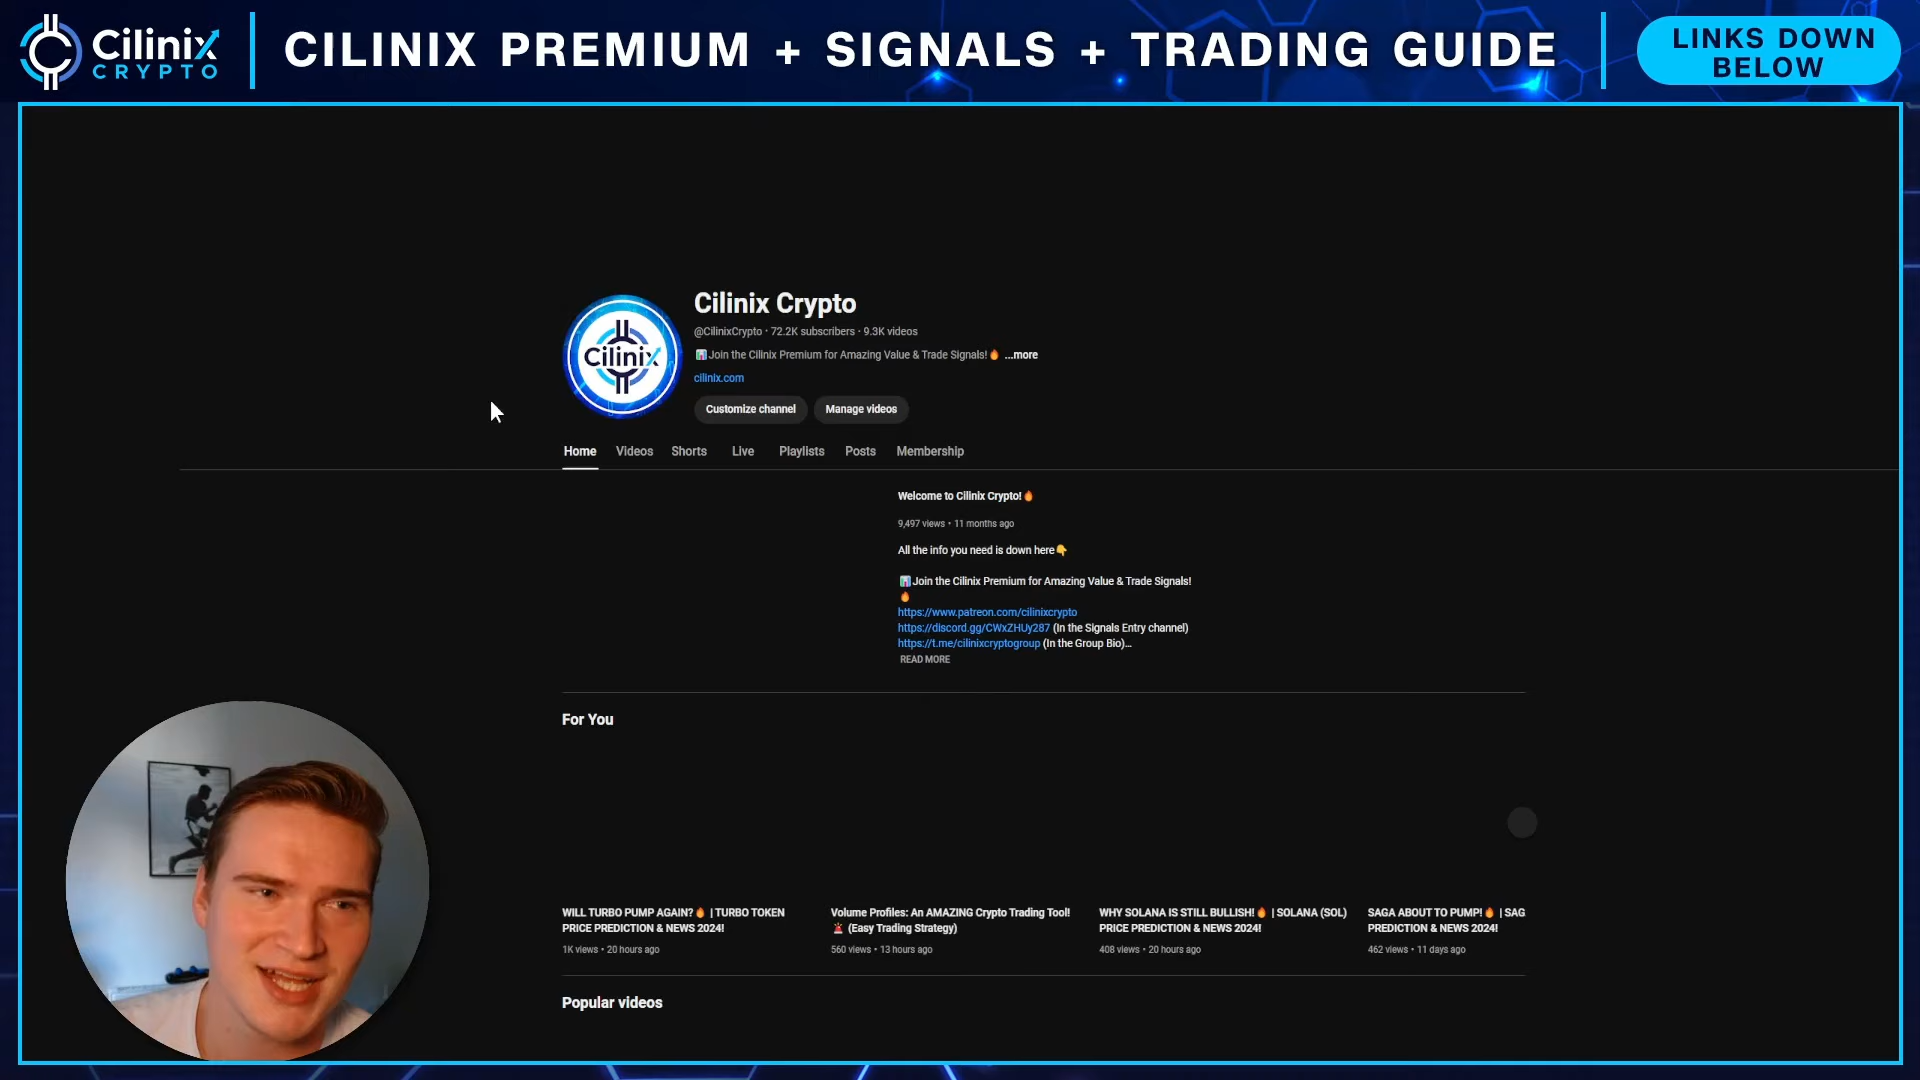 Cilinix
CRYPTO
CILINIX PREMIUM + SIGNALS + TRADING GUIDE
LINKS DOWN
BELOW
Cilinix
Cilinix Crypto
@CilinixCrypto · 72.2K subscribers · 9.3K videos
📊Join the Cilinix Premium for Amazing Value & Trade Signals!🔥 ...more
cilinix.com
Customize channel Manage videos
Home Videos Shorts Live Playlists Posts Membership
Welcome to Cilinix Crypto!🔥
9,497 views • 11 months ago
All the info you need is down here👇
📊Join the Cilinix Premium for Amazing Value & Trade Signals!
🔥
https://www.patreon.com/cilinixcrypto
https://discord.gg/CWxZHUy287 (In the Signals Entry channel)
https://t.me/cilinixcryptogroup (In the Group Bio)...
READ MORE
For You
WILL TURBO PUMP AGAIN?🔥 | TURBO TOKEN
PRICE PREDICTION & NEWS 2024!
1K views • 20 hours ago
Volume Profiles: An AMAZING Crypto Trading Tool!
🚨 (Easy Trading Strategy)
560 views • 13 hours ago
WHY SOLANA IS STILL BULLISH!🔥 | SOLANA (SOL)
PRICE PREDICTION & NEWS 2024!
408 views • 20 hours ago
SAGA ABOUT TO PUMP!🔥 | SAG
PREDICTION & NEWS 2024!
462 views • 11 days ago
Popular videos